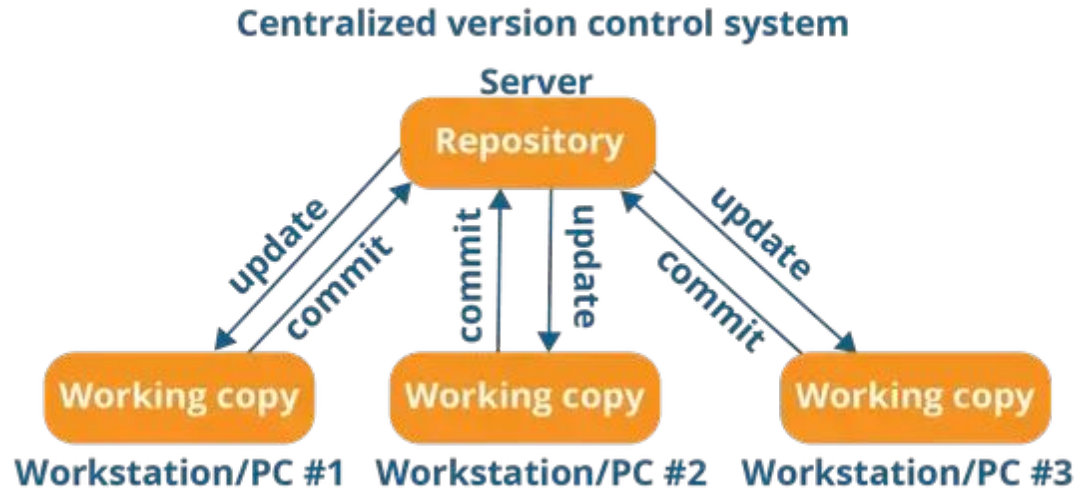 Centralized version control system
Server
Repository
update
commit
commit
update
commit
update
Working copy
Working copy
Working copy
Workstation/PC #1
Workstation/PC #2
Workstation/PC #3